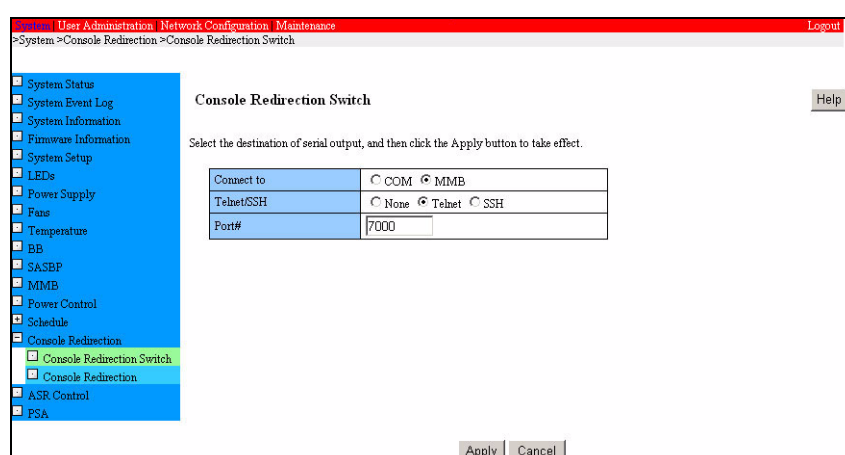 System | User Administration | Network Configuration | Maintenance Logout
>System >Console Redirection >Console Redirection Switch
System Status
System Event Log
System Information
Firmware Information
System Setup
LEDs
Power Supply
Fans
Temperature
BB
SASBP
MMB
Power Control
Schedule
Console Redirection
Console Redirection Switch
Console Redirection
ASR Control
PSA
Console Redirection Switch
Help
Select the destination of serial output, and then click the Apply button to take effect.
Connect to COM MMB
Telnet/SSH None Telnet SSH
Port# 7000
Apply Cancel